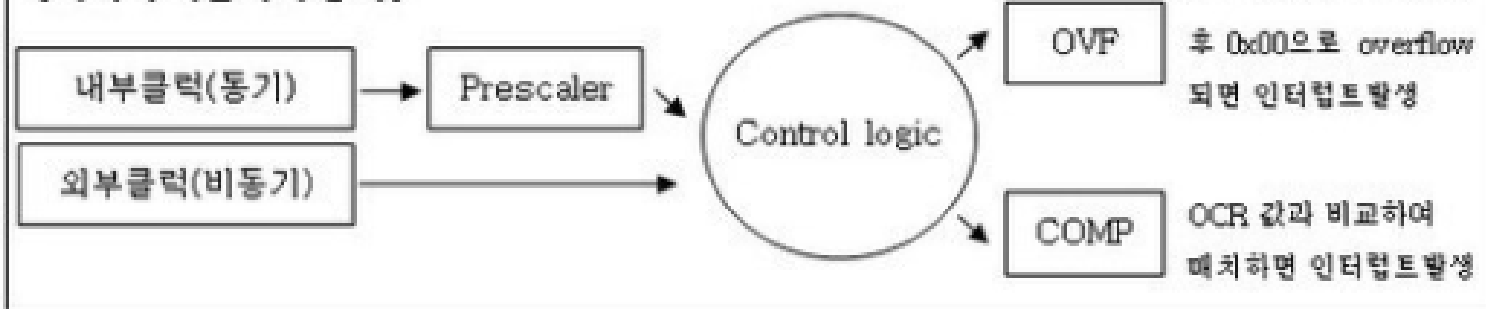 내부클럭(동기)
Prescaler
외부클럭(비동기)
Control logic
OVF
후 0x00으로 overflow
되면 인터럽트발생
COMP
OCR 값과 비교하여
매치하면 인터럽트발생